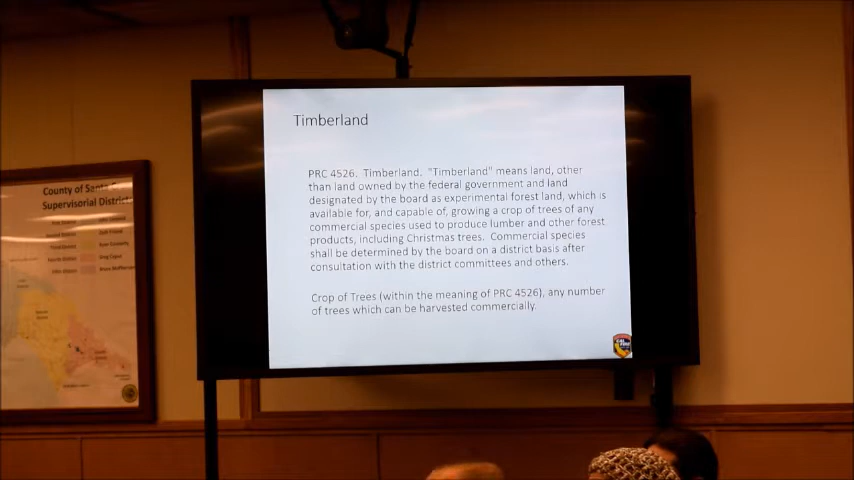 Timberland
PRC 4526. Timberland. "Timberland" means land, other
than land owned by the federal government and land
designated by the board as experimental forest land, which is
available for, and capable of, growing a crop of trees of any
commercial species used to produce lumber and other forest
products, including Christmas trees. Commercial species
shall be determined by the board on a district basis after
consultation with the district committees and others.
Crop of Trees (within the meaning of PRC 4526), any number
of trees which can be harvested commercially.
CAL
FIRE
County of Santa
Supervisorial Districts